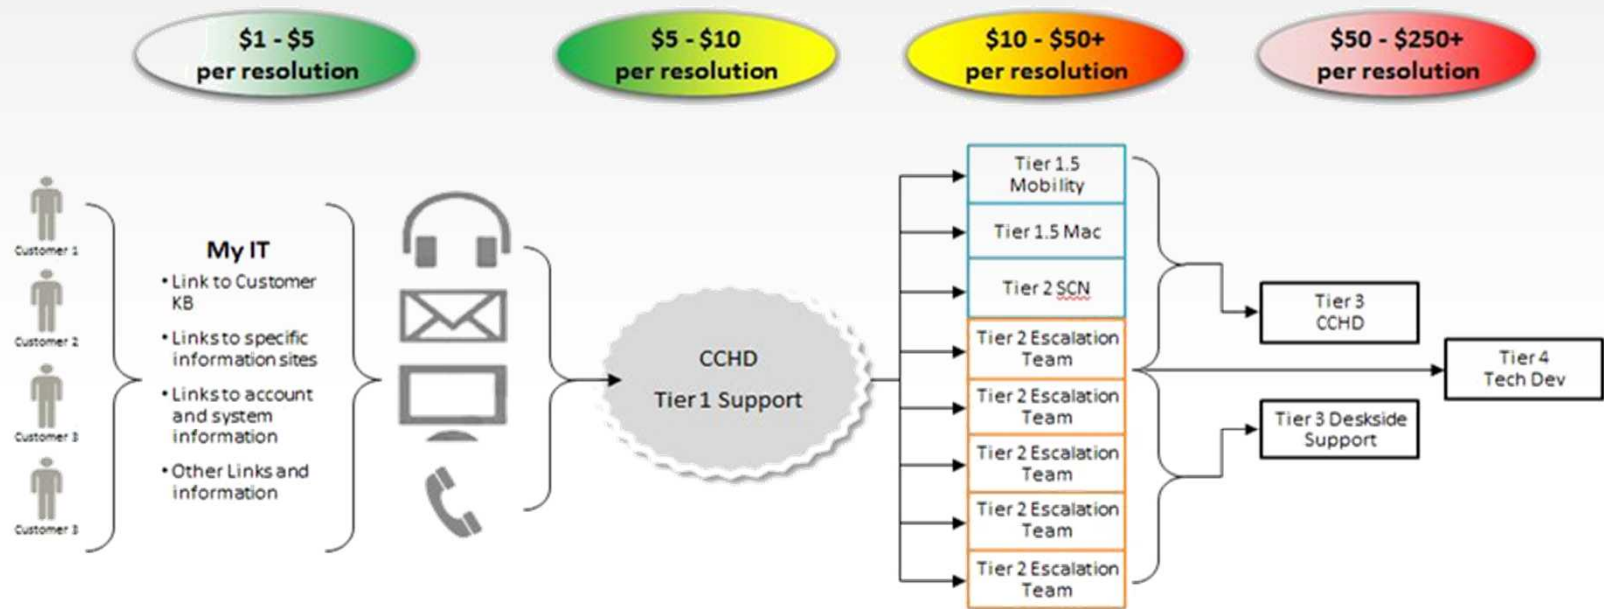 $1 - $5
per resolution
$5 - $10
per resolution
$10 - $50+
per resolution
$50 - $250+
per resolution
Customer 1
Customer 2
Customer 3
Customer 3
My IT
• Link to Customer
KB
• Links to specific
information sites
• Links to account
and system
information
• Other Links and
information
CCHD
Tier 1 Support
Tier 1.5
Mobility
Tier 1.5 Mac
Tier 2 SCN
Tier 2 Escalation
Team
Tier 2 Escalation
Team
Tier 2 Escalation
Team
Tier 2 Escalation
Team
Tier 2 Escalation
Team
Tier 3
CCHD
Tier 3 Deskside
Support
Tier 4
Tech Dev